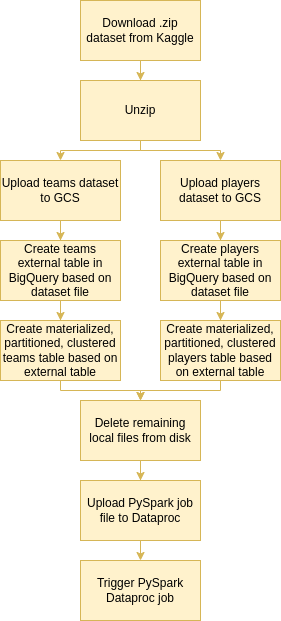 Download .zip
dataset from Kaggle
Unzip
Upload teams dataset
to GCS
Upload players
dataset to GCS
Create teams
external table in
BigQuery based on
dataset file
Create players
external table in
BigQuery based on
dataset file
Create materialized,
partitioned, clustered
teams table based on
external table
Create materialized,
partitioned, clustered
players table based on
external table
Delete remaining
local files from disk
Upload PySpark job
file to Dataproc
Trigger PySpark
Dataproc job